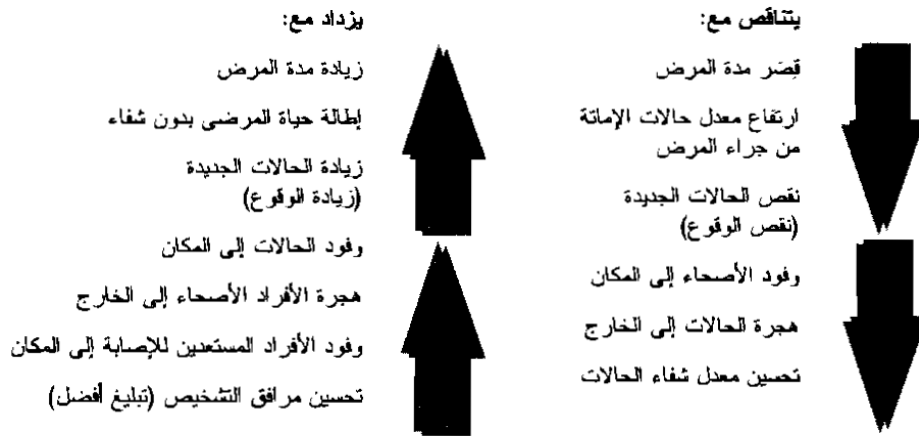 يزداد مع:
زيادة مدة المرض
إطالة حياة المرضى بدون شفاء
زيادة الحالات الجديدة
(زيادة الوقوع)
وفود الحالات إلى المكان
هجرة الأفراد الأصحاء إلى الخارج
وفود الأفراد المستعدين للإصابة إلى المكان
تحسين مرافق التشخيص (تبليغ أفضل)
يتناقص مع:
قِصَر مدة المرض
ارتفاع معدل حالات الإماتة
من جراء المرض
نقص الحالات الجديدة
(نقص الوقوع)
وفود الأصحاء إلى المكان
هجرة الحالات إلى الخارج
تحسين معدل شفاء الحالات